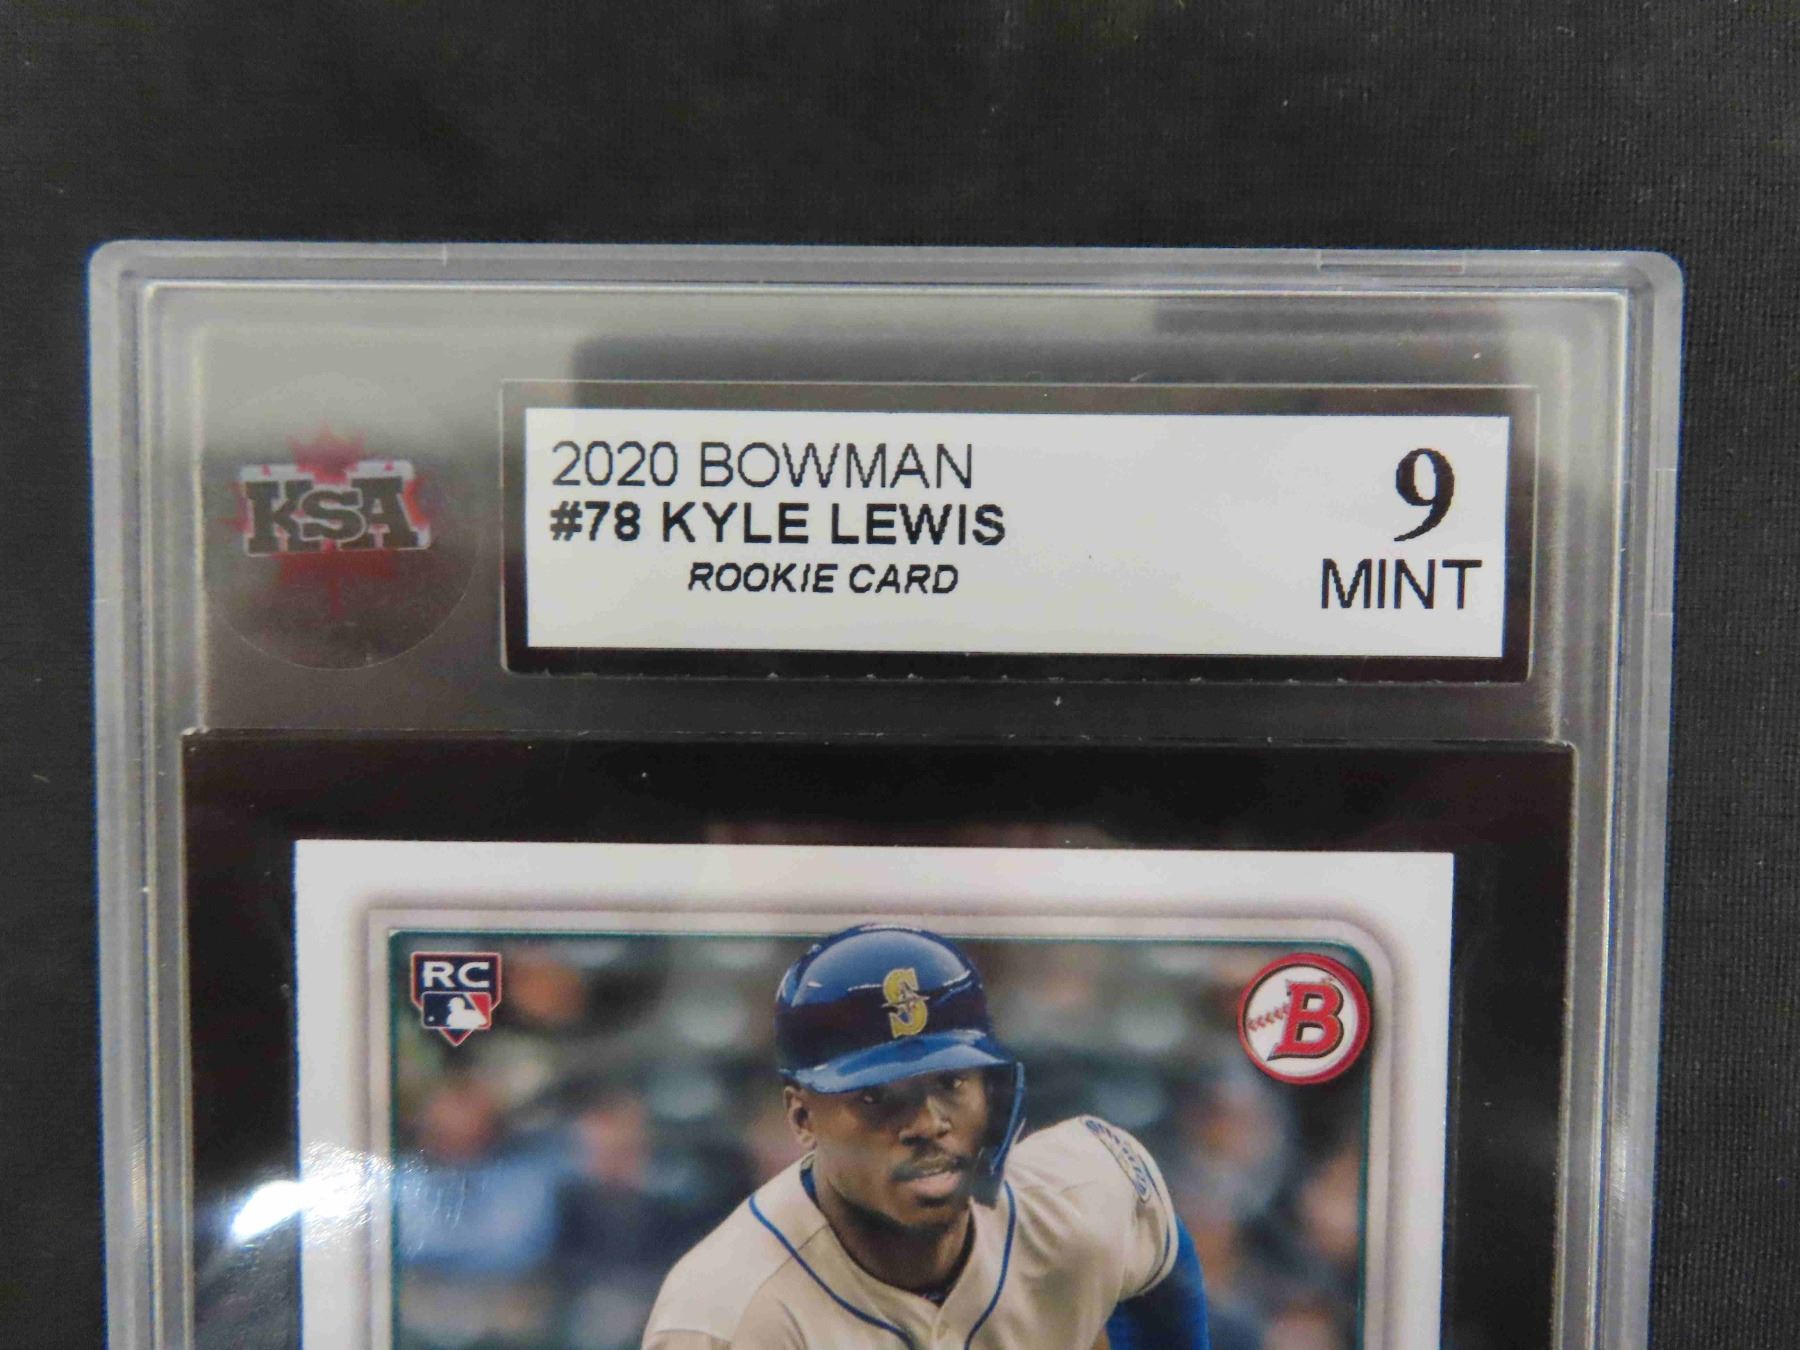 KSA
2020 BOWMAN
#78 KYLE LEWIS
ROOKIE CARD
9
MINT
RC
B
S